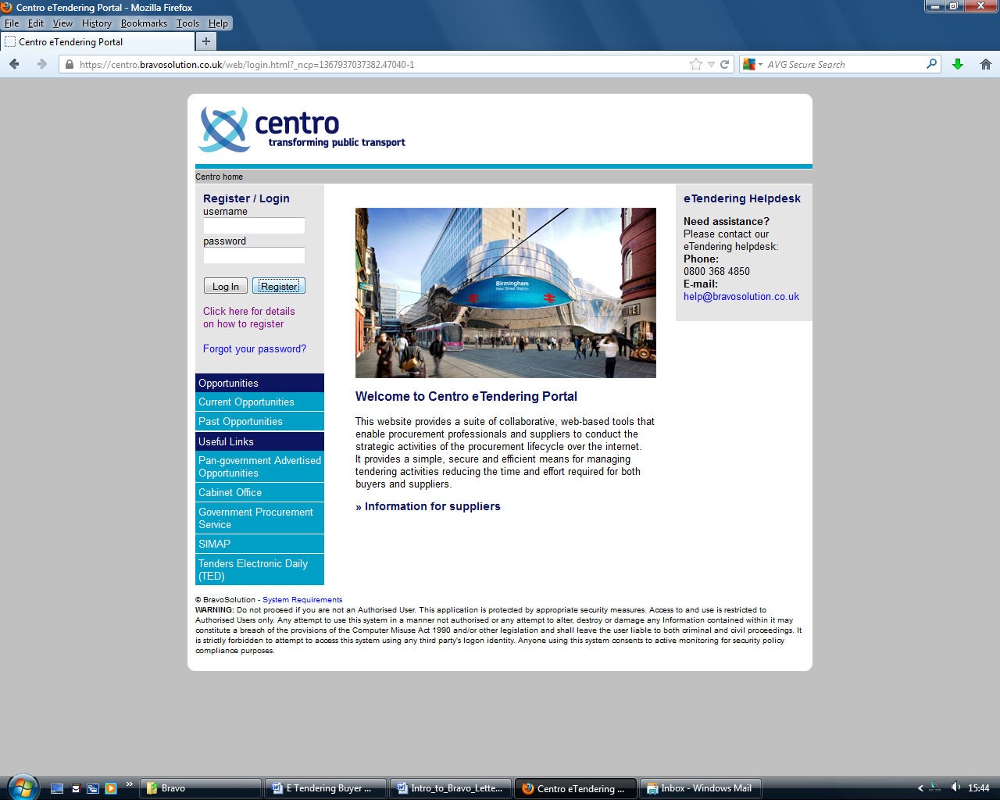 Centro eTendering Portal - Mozilla Firefox
File Edit View History Bookmarks Tools Help
Centro eTendering Portal
https://centro.bravosolution.co.uk/web/login.html?_ncp=1367937037382.47040-1
AVG Secure Search
centro
transforming public transport
Centro home
Register / Login
username
password
Log In Register
Click here for details
on how to register
Forgot your password?
Opportunities
Current Opportunities
Past Opportunities
Useful Links
Pan-government Advertised
Opportunities
Cabinet Office
Government Procurement
Service
SIMAP
Tenders Electronic Daily
(TED)
Birmingham
New Street Station
Welcome to Centro eTendering Portal
This website provides a suite of collaborative, web-based tools that
enable procurement professionals and suppliers to conduct the
strategic activities of the procurement lifecycle over the internet.
It provides a simple, secure and efficient means for managing
tendering activities reducing the time and effort required for both
buyers and suppliers.
» Information for suppliers
eTendering Helpdesk
Need assistance?
Please contact our
eTendering helpdesk:
Phone:
0800 368 4850
E-mail:
help@bravosolution.co.uk
© BravoSolution - System Requirements
WARNING: Do not proceed if you are not an Authorised User. This application is protected by appropriate security measures. Access to and use is restricted to
Authorised Users only. Any attempt to use this system in a manner not authorised or any attempt to alter, destroy or damage any Information contained within it may
constitute a breach of the provisions of the Computer Misuse Act 1990 and/or other legislation and shall leave the user liable to both criminal and civil proceedings. It
is strictly forbidden to attempt to access this system using any third party's logon identity. Anyone using this system consents to active monitoring for security policy
compliance purposes.
Bravo
E Tendering Buyer ...
Intro_to_Bravo_Lette...
Centro eTendering ...
Inbox - Windows Mail
15:44